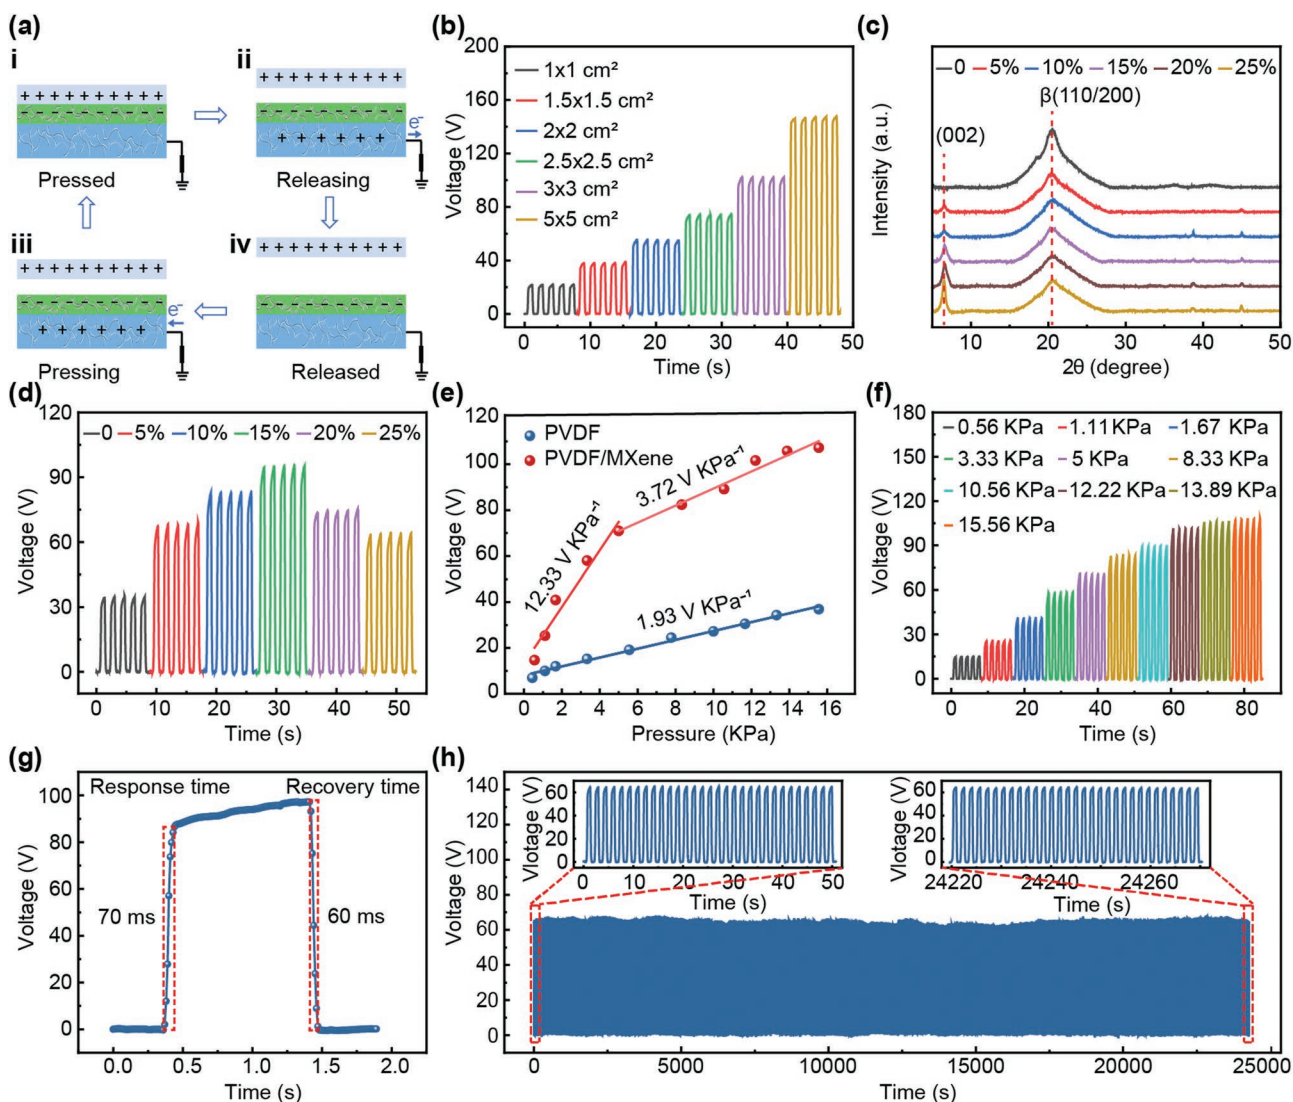 (a)
i
+ + + + + + + + + +
- - - - - - - - - -
Pressed
ii
+ + + + + + + + + +
- - - - - - - - - -
+ + + + + +
e⁻
Releasing
iii
+ + + + + + + + + +
- - - - - - - - - -
+ + + + + +
e⁻
Pressing
iv
+ + + + + + + + + +
- - - - - - - - - -
Released
(b)
Voltage (V)
200
160
120
80
40
0
1x1 cm²
1.5x1.5 cm²
2x2 cm²
2.5x2.5 cm²
3x3 cm²
5x5 cm²
0 10 20 30 40 50
Time (s)
(c)
Intensity (a.u.)
0 5% 10% 15% 20% 25%
β(110/200)
(002)
10 20 30 40 50
2θ (degree)
(d)
Voltage (V)
120
90
60
30
0
0 5% 10% 15% 20% 25%
0 10 20 30 40 50
Time (s)
(e)
Voltage (V)
120
100
80
60
40
20
0
PVDF
PVDF/MXene
12.33 V KPa⁻¹
3.72 V KPa⁻¹
1.93 V KPa⁻¹
0 2 4 6 8 10 12 14 16
Pressure (KPa)
(f)
Voltage (V)
180
150
120
90
60
30
0
0.56 KPa 1.11 KPa 1.67 KPa
3.33 KPa 5 KPa 8.33 KPa
10.56 KPa 12.22 KPa 13.89 KPa
15.56 KPa
0 20 40 60 80
Time (s)
(g)
Voltage (V)
100
80
60
40
20
0
Response time
Recovery time
70 ms
60 ms
0.0 0.5 1.0 1.5 2.0
Time (s)
(h)
Voltage (V)
140
120
100
80
60
40
20
0
Vlotage (V)
60
40
20
0
0 10 20 30 40 50
Time (s)
Vlotage (V)
60
40
20
0
24220 24240 24260
Time (s)
0 5000 10000 15000 20000 25000
Time (s)